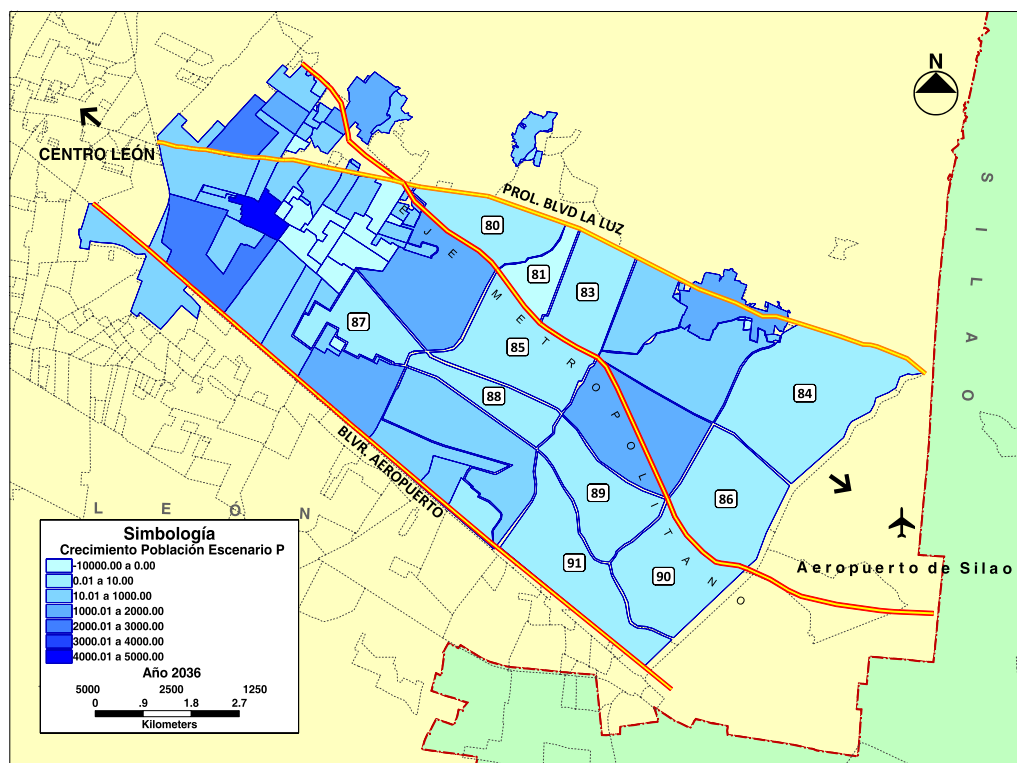 N
CENTRO LEÓN
PROL. BLVD LA LUZ
SILAO
EJE METROPOLITANO
80
81
83
87
85
84
88
89
86
91
90
BLVR. AEROPUERTO
LEÓN
Aeropuerto de Silao
Simbología
Crecimiento Población Escenario P
-10000.00 a 0.00
0.01 a 10.00
10.01 a 1000.00
1000.01 a 2000.00
2000.01 a 3000.00
3000.01 a 4000.00
4000.01 a 5000.00
Año 2036
5000 2500 1250
0 .9 1.8 2.7
Kilometers